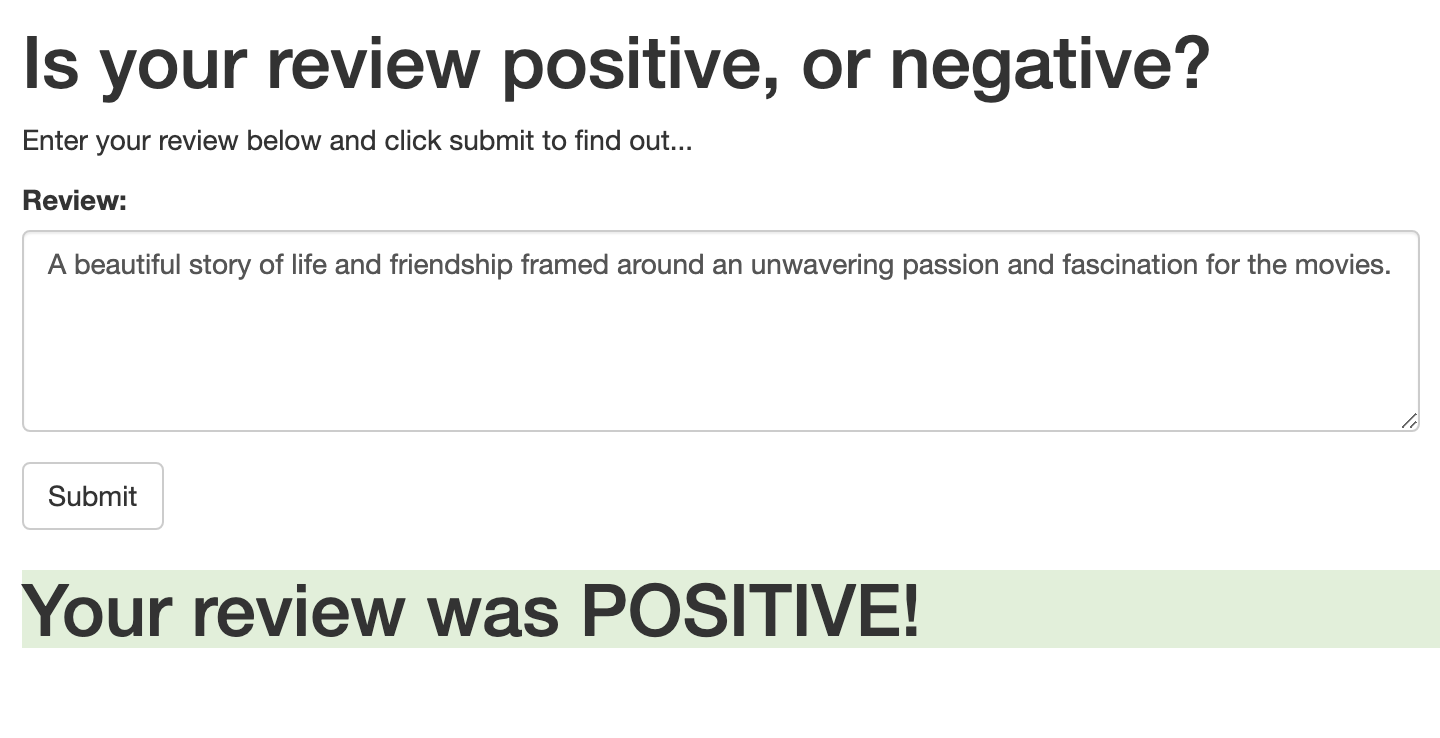 Is your review positive, or negative?
Enter your review below and click submit to find out...
Review:
A beautiful story of life and friendship framed around an unwavering passion and fascination for the movies.
Submit
Your review was POSITIVE!